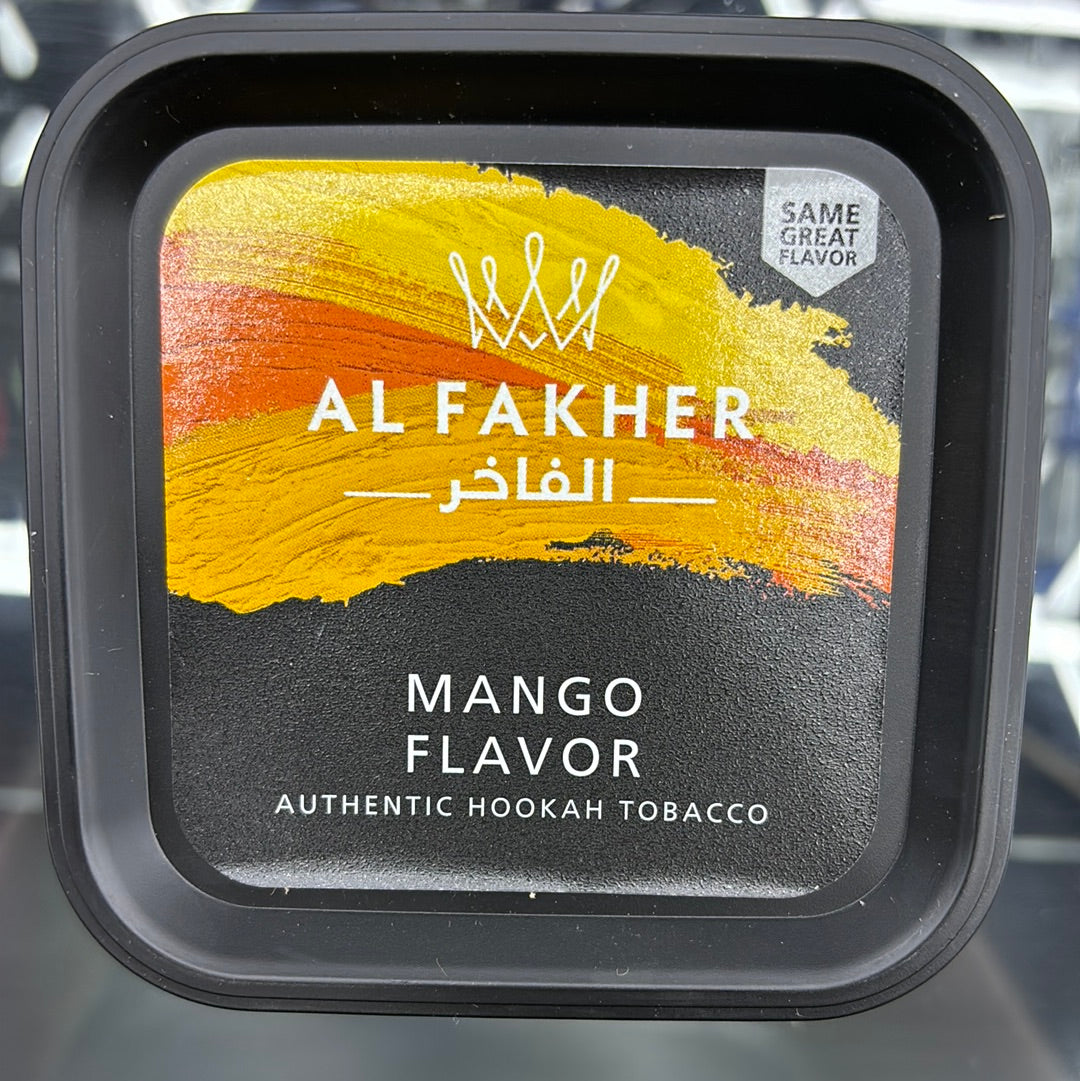 SAME
GREAT
FLAVOR
AL FAKHER
الفاخر
MANGO
FLAVOR
AUTHENTIC HOOKAH TOBACCO